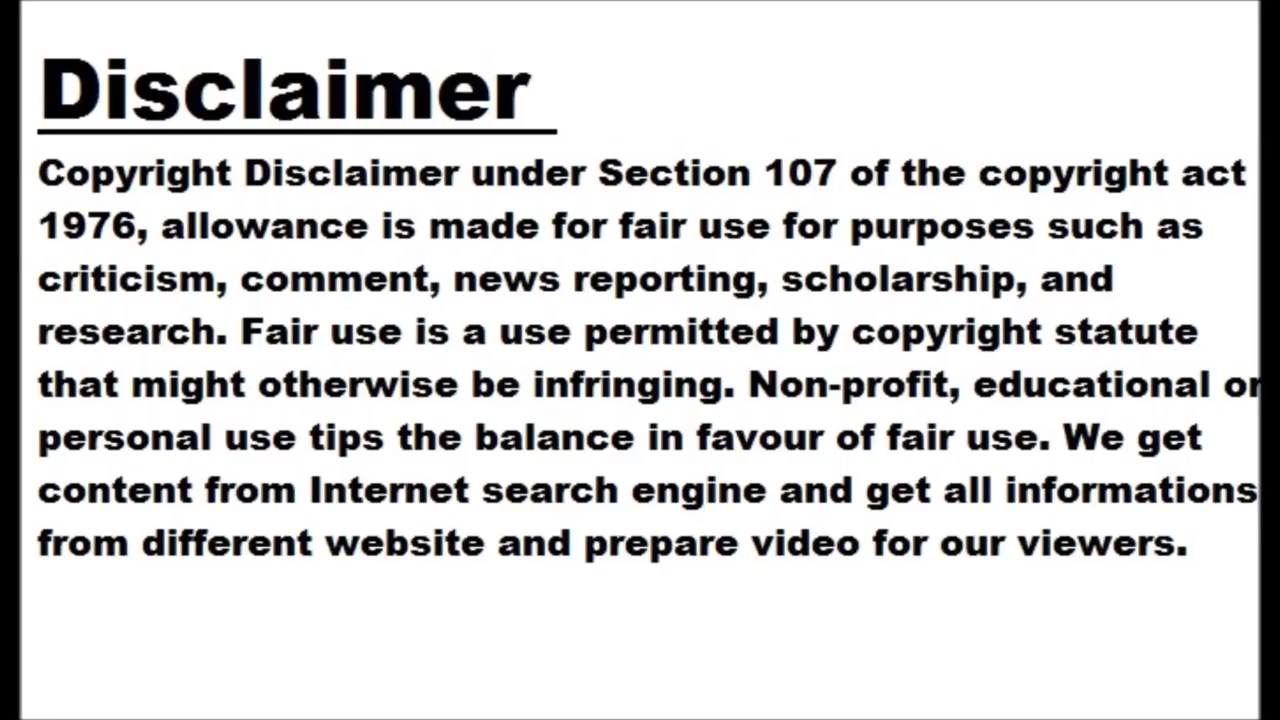 Disclaimer
Copyright Disclaimer under Section 107 of the copyright act
1976, allowance is made for fair use for purposes such as
criticism, comment, news reporting, scholarship, and
research. Fair use is a use permitted by copyright statute
that might otherwise be infringing. Non-profit, educational or
personal use tips the balance in favour of fair use. We get
content from Internet search engine and get all informations
from different website and prepare video for our viewers.